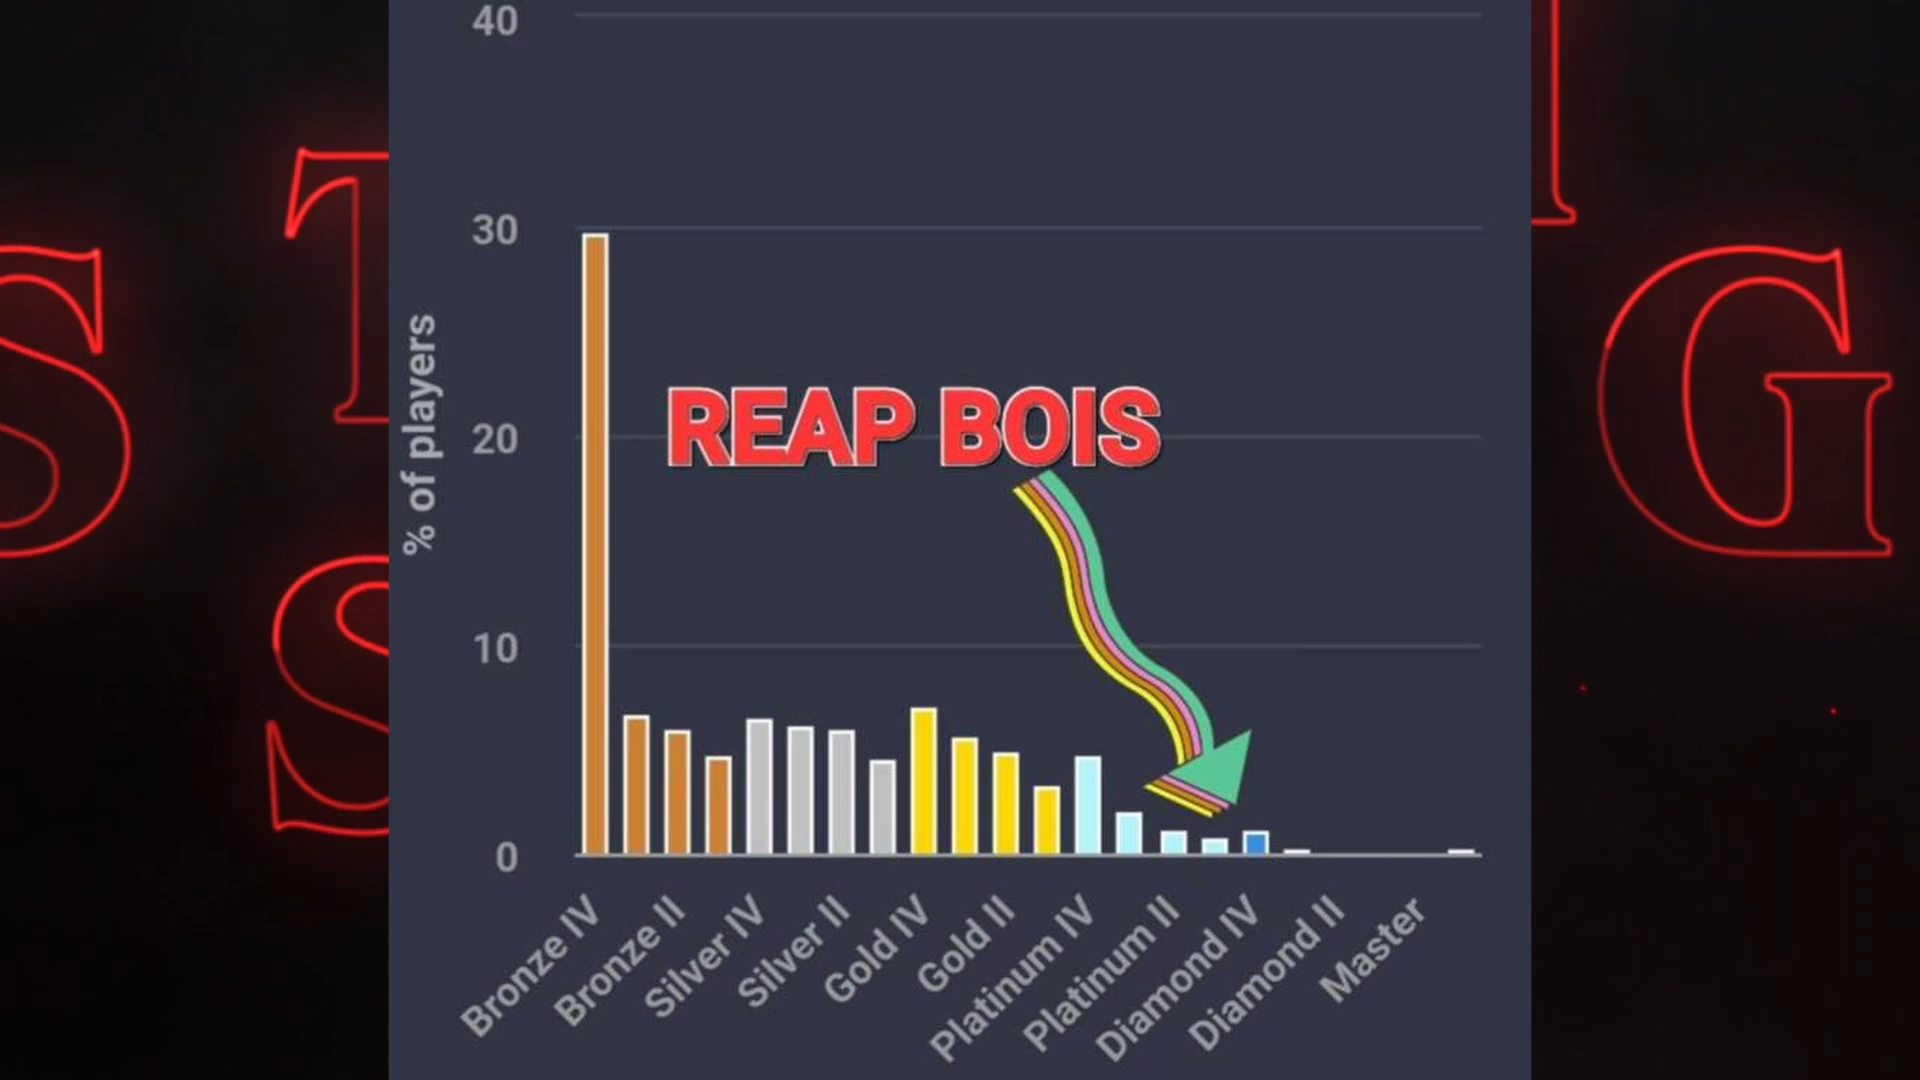 40
30
20
10
0
% of players
REAP BOIS
Bronze IV
Bronze II
Silver IV
Silver II
Gold IV
Gold II
Platinum IV
Platinum II
Diamond IV
Diamond II
Master
S
T
S
G